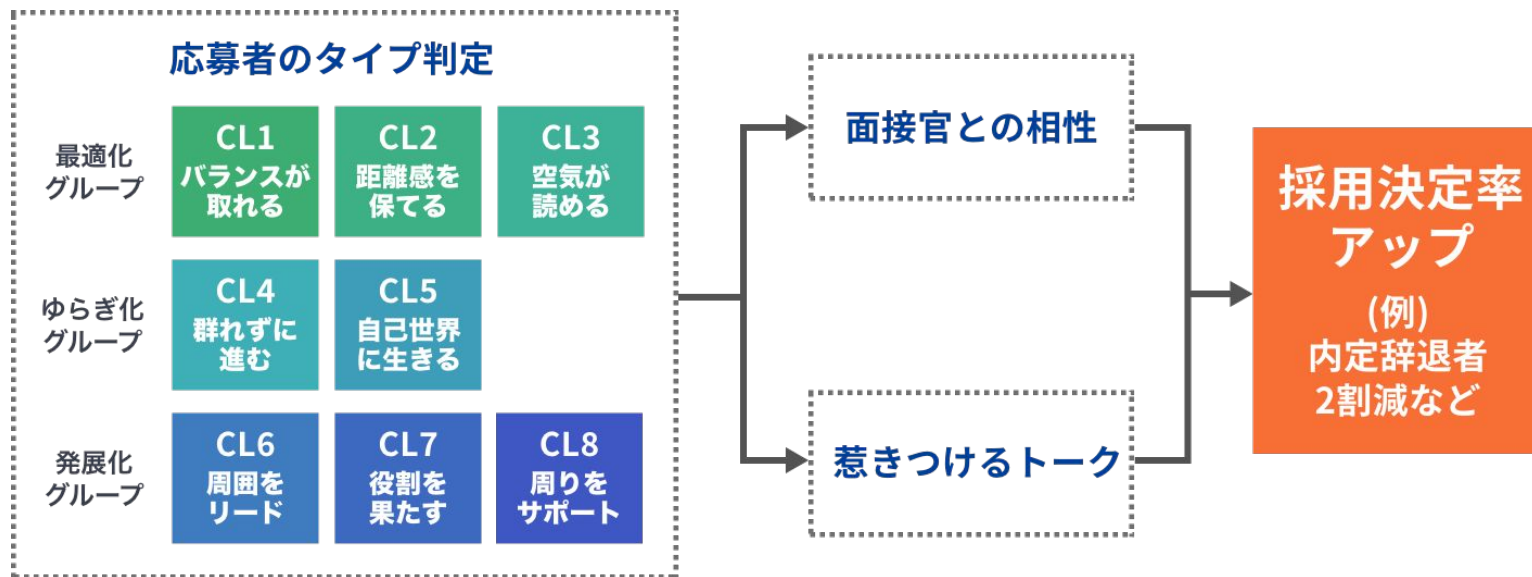 応募者のタイプ判定
最適化
グループ
CL1
バランスが
取れる
CL2
距離感を
保てる
CL3
空気が
読める
ゆらぎ化
グループ
CL4
群れずに
進む
CL5
自己世界
に生きる
発展化
グループ
CL6
周囲を
リード
CL7
役割を
果たす
CL8
周りを
サポート
面接官との相性
惹きつけるトーク
採用決定率
アップ
(例)
内定辞退者
2割減など